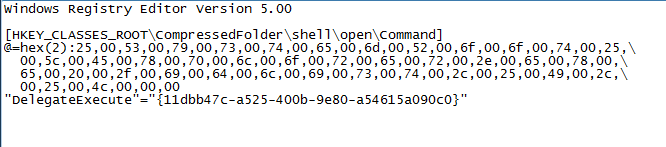 Windows Registry Editor Version 5.00
[HKEY_CLASSES_ROOT\CompressedFolder\shell\open\Command]
@=hex(2):25,00,53,00,79,00,73,00,74,00,65,00,6d,00,52,00,6f,00,6f,00,74,00,25,\
00,5c,00,45,00,78,00,70,00,6c,00,6f,00,72,00,65,00,72,00,2e,00,65,00,78,00,\
65,00,20,00,2f,00,69,00,64,00,6c,00,69,00,73,00,74,00,2c,00,25,00,49,00,2c,\
00,25,00,4c,00,00,00
"DelegateExecute"="{11dbb47c-a525-400b-9e80-a54615a090c0}"